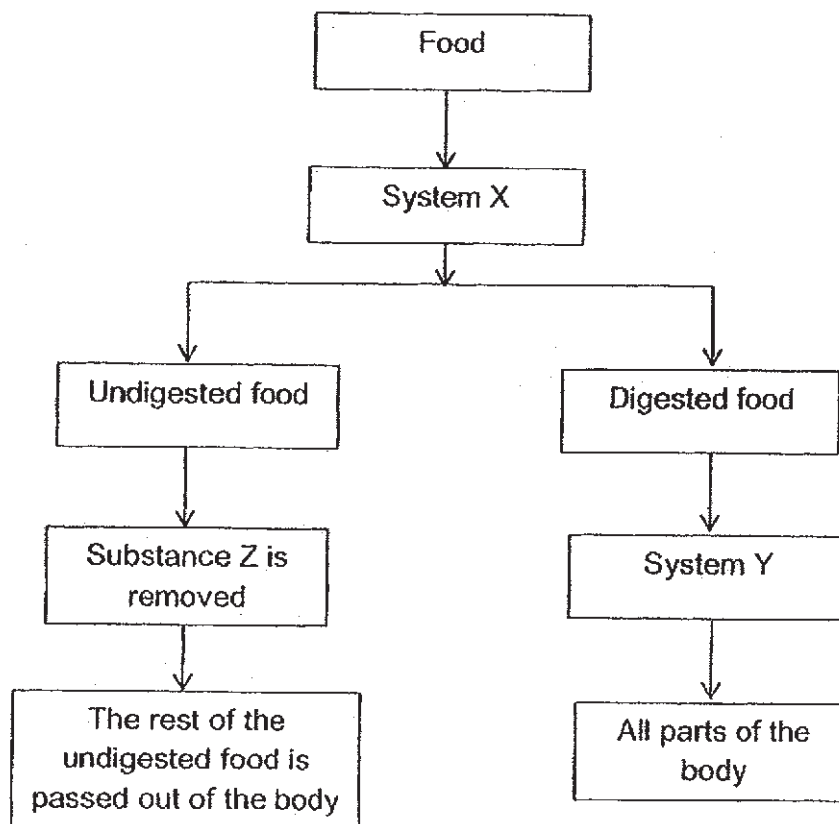 Food
System X
Undigested food
Digested food
Substance Z is
removed
System Y
The rest of the
undigested food is
passed out of the body
All parts of the
body